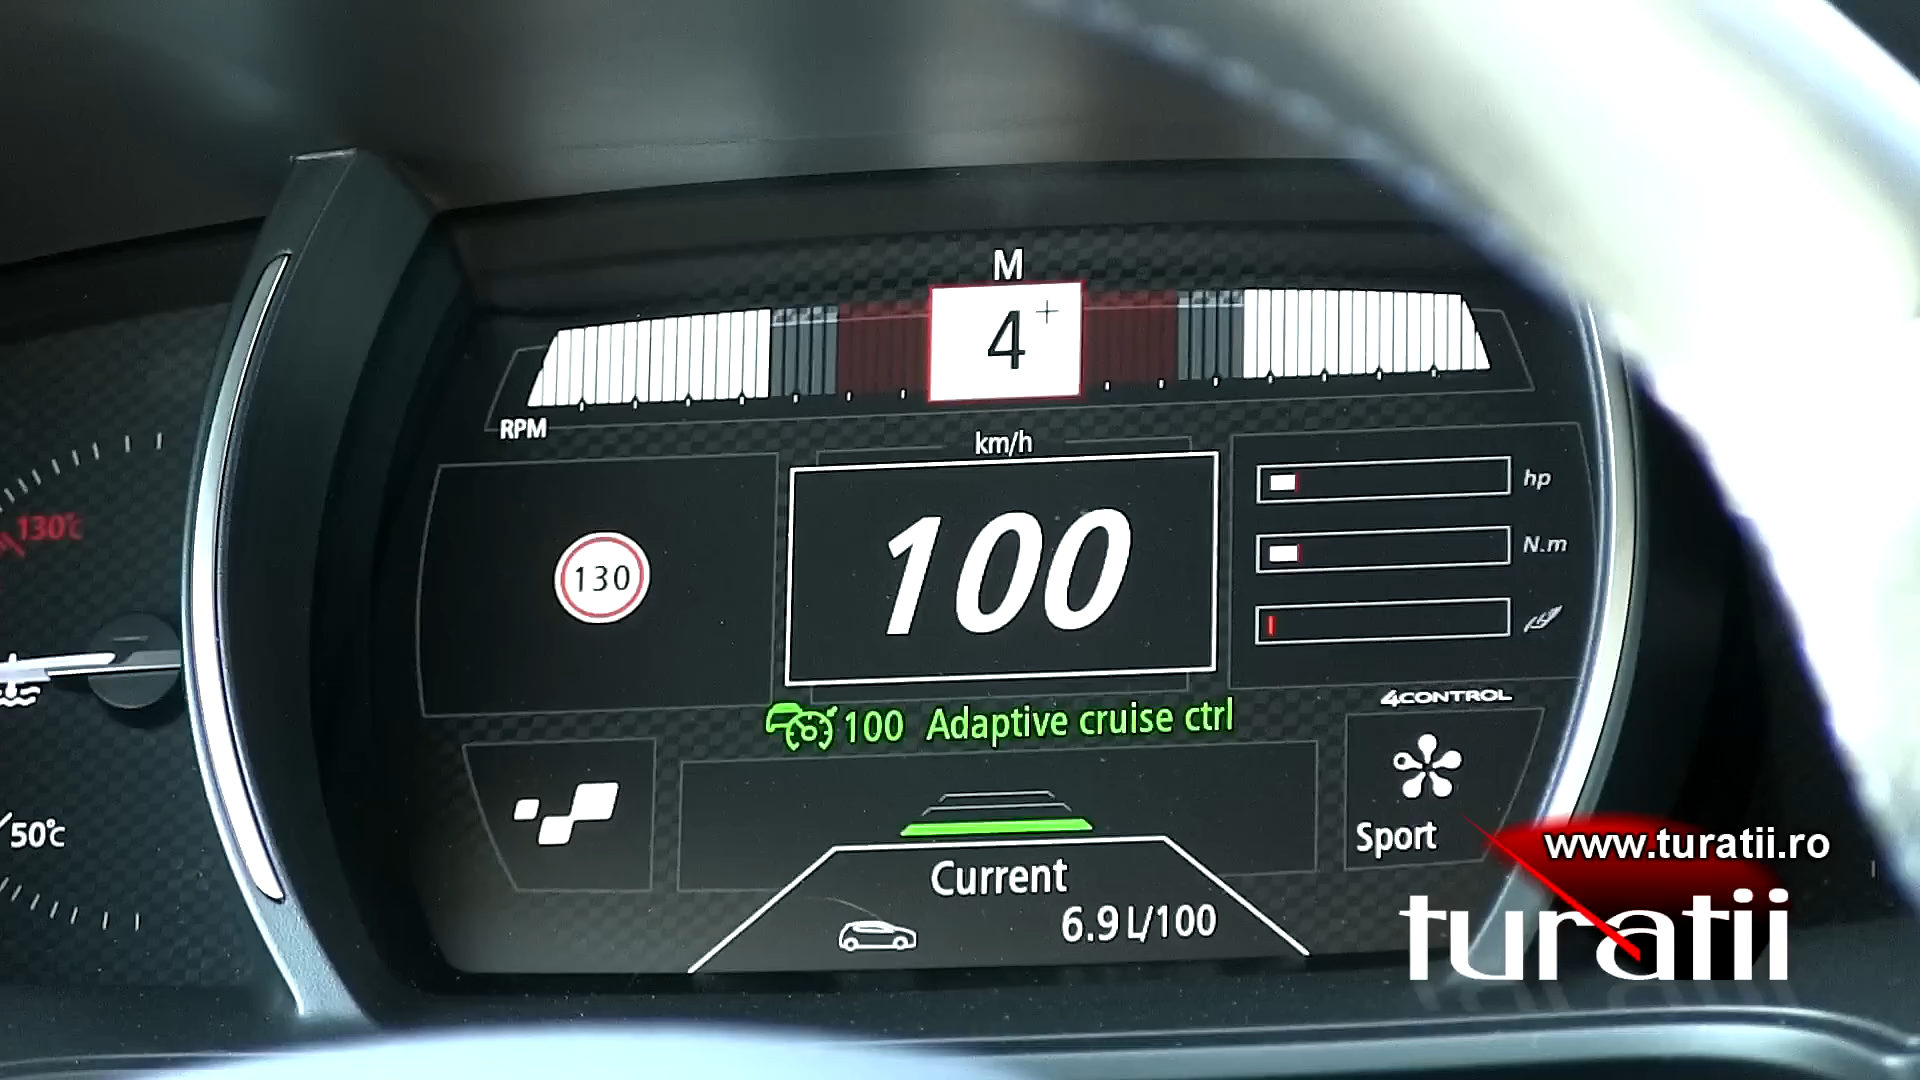 M
4+
RPM
km/h
130
100
hp
N.m
130°c
100 Adaptive cruise ctrl
4CONTROL
Sport
50°c
Current
6.9 L/100
www.turatii.ro
turatii